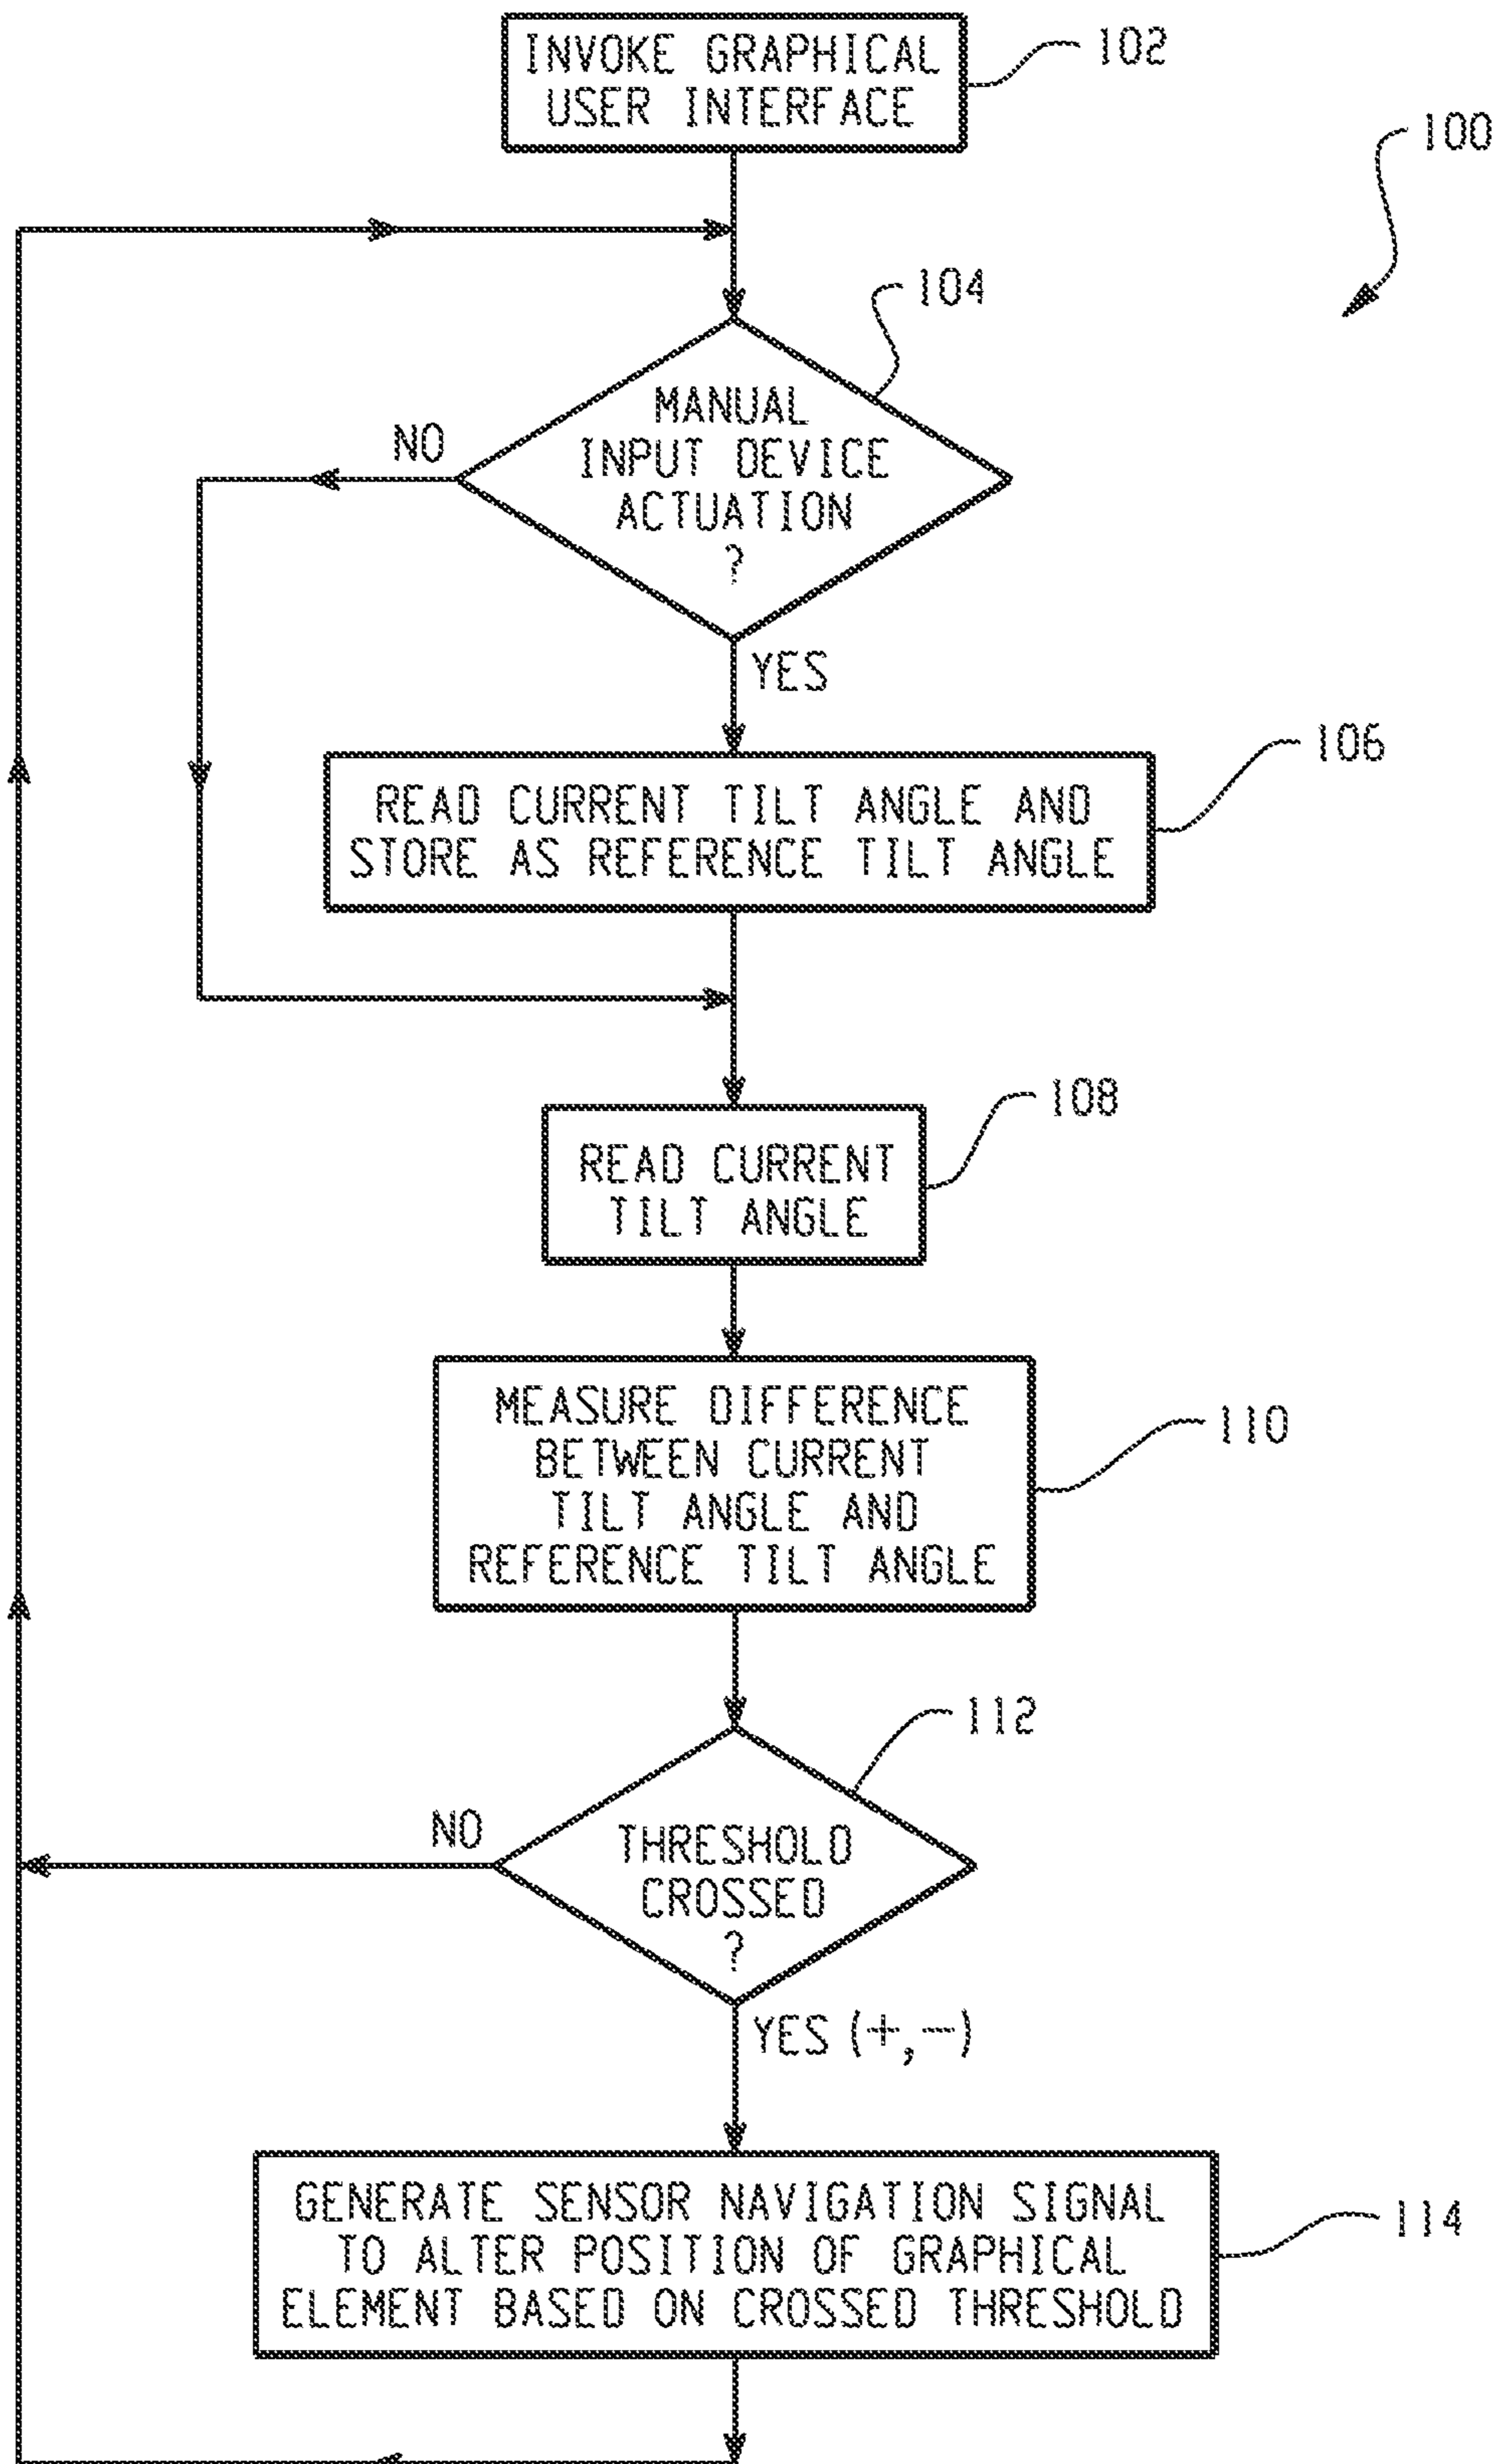 INVOKE GRAPHICAL
USER INTERFACE
102
100
104
MANUAL
INPUT DEVICE
ACTUATION
?
NO
YES
106
READ CURRENT TILT ANGLE AND
STORE AS REFERENCE TILT ANGLE
108
READ CURRENT
TILT ANGLE
MEASURE DIFFERENCE
BETWEEN CURRENT
TILT ANGLE AND
REFERENCE TILT ANGLE
110
112
NO
THRESHOLD
CROSSED
?
YES (+,−)
GENERATE SENSOR NAVIGATION SIGNAL
TO ALTER POSITION OF GRAPHICAL
ELEMENT BASED ON CROSSED THRESHOLD
114